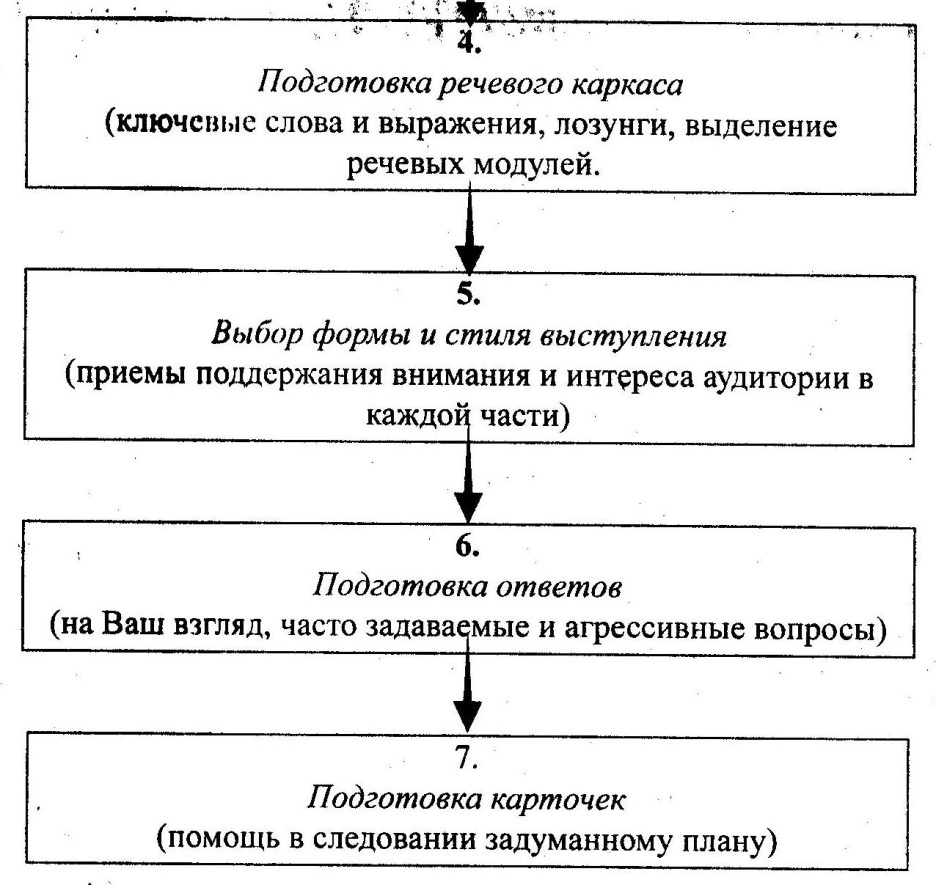 4.
Подготовка речевого каркаса
(ключевые слова и выражения, лозунги, выделение
речевых модулей.
5.
Выбор формы и стиля выступления
(приемы поддержания внимания и интереса аудитории в
каждой части)
6.
Подготовка ответов
(на Ваш взгляд, часто задаваемые и агрессивные вопросы)
7.
Подготовка карточек
(помощь в следовании задуманному плану)